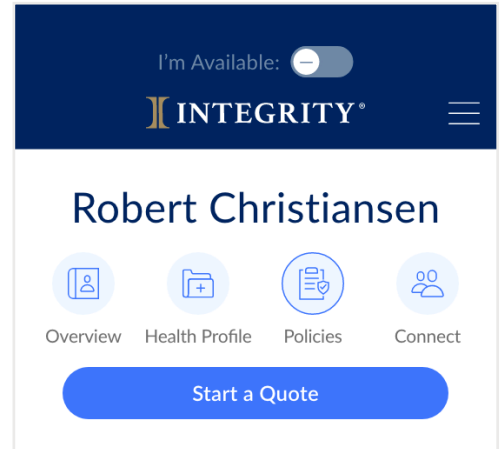 I'm Available:
INTEGRITY®
Robert Christiansen
Overview Health Profile Policies Connect
Start a Quote